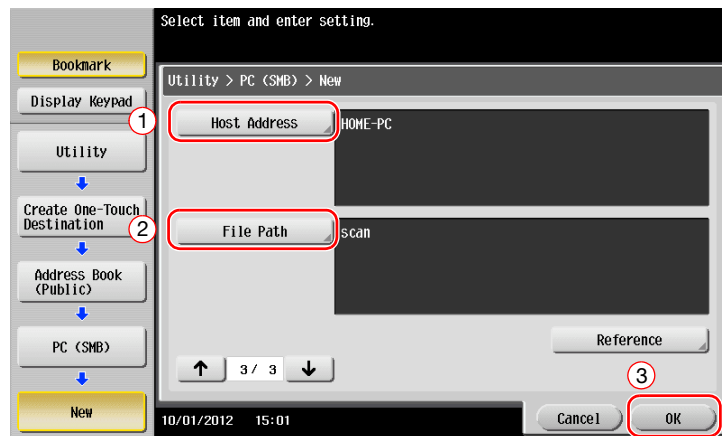 Select item and enter setting.
Bookmark
Display Keypad
Utility
Create One-Touch
Destination
Address Book
(Public)
PC (SMB)
New
Utility > PC (SMB) > New
1
Host Address
HOME-PC
2
File Path
scan
Reference
↑ 3/ 3 ↓
3
10/01/2012 15:01
Cancel
OK